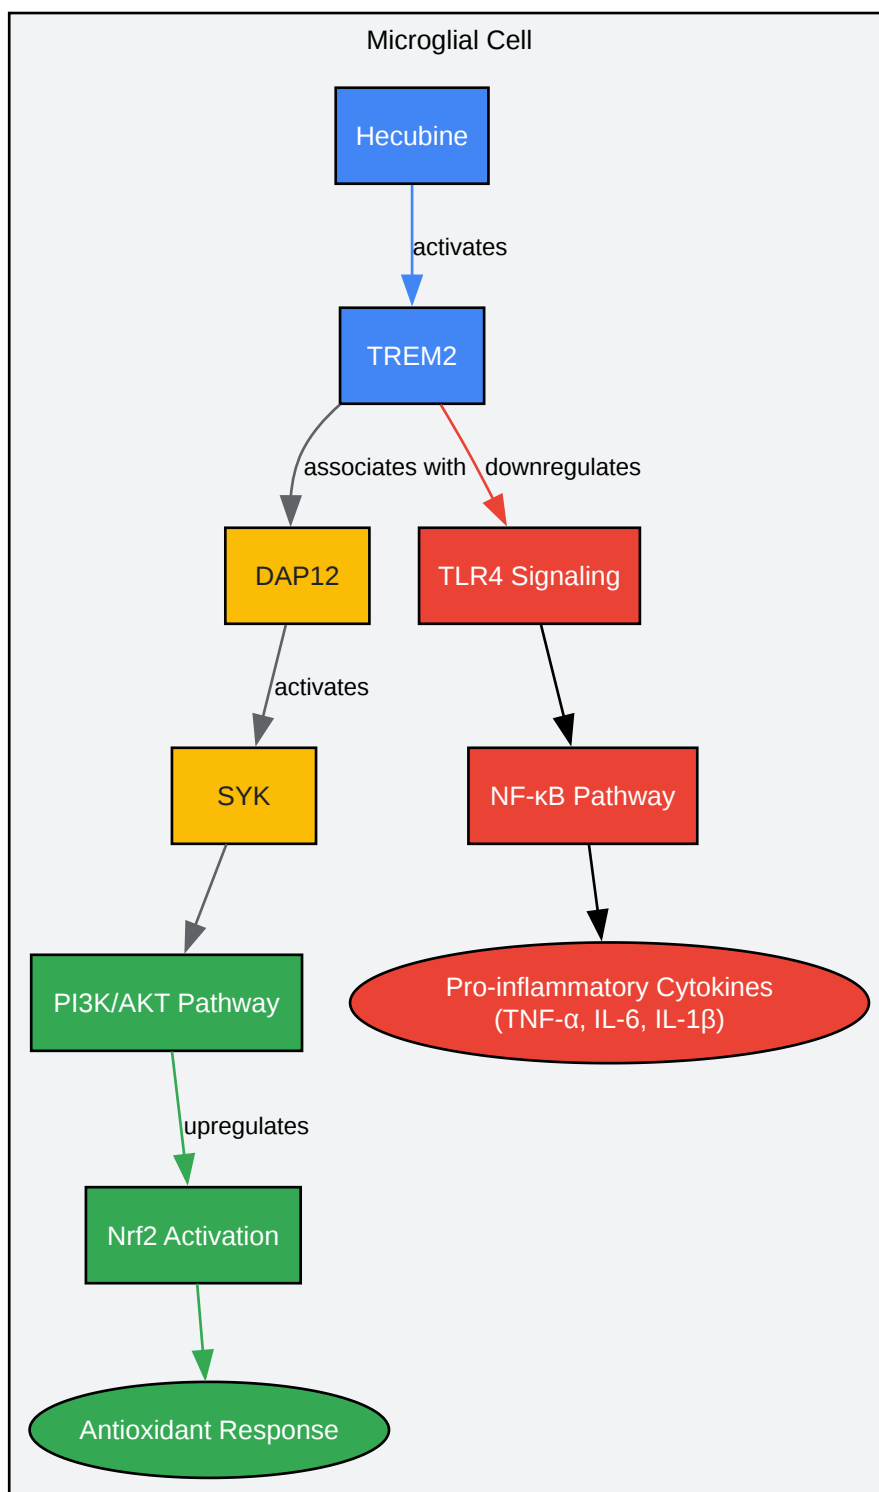 Microglial Cell
Hecubine
activates
TREM2
associates with
downregulates
DAP12
TLR4 Signaling
activates
SYK
NF-κB Pathway
PI3K/AKT Pathway
Pro-inflammatory Cytokines
(TNF-α, IL-6, IL-1β)
upregulates
Nrf2 Activation
Antioxidant Response